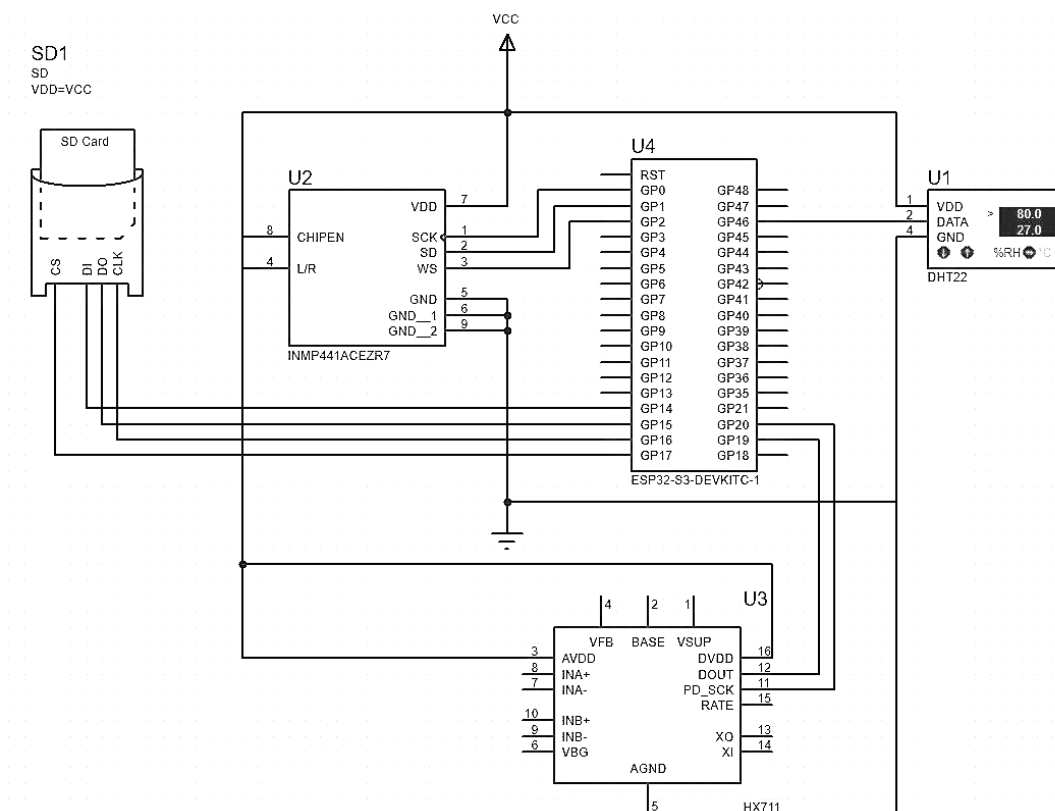 VCC
SD1
SD
VDD=VCC
SD Card
CS
DI
DO
CLK
U2
VDD 7
8 CHIPEN
SCK 1
SD 2
4 L/R
WS 3
GND 5
GND__1 6
GND__2 9
INMP441ACEZR7
U4
RST
GP0 GP48
GP1 GP47
GP2 GP46
GP3 GP45
GP4 GP44
GP5 GP43
GP6 GP42
GP7 GP41
GP8 GP40
GP9 GP39
GP10 GP38
GP11 GP37
GP12 GP36
GP13 GP35
GP14 GP21
GP15 GP20
GP16 GP19
GP17 GP18
ESP32-S3-DEVKITC-1
U1
1 VDD
2 DATA
4 GND
> 80.0
27.0
%RH °C
DHT22
U3
4 2 1
VFB BASE VSUP
3 AVDD DVDD 16
8 INA+ DOUT 12
7 INA- PD_SCK 11
RATE 15
10 INB+
9 INB- XO 13
6 VBG XI 14
AGND
5
HX711